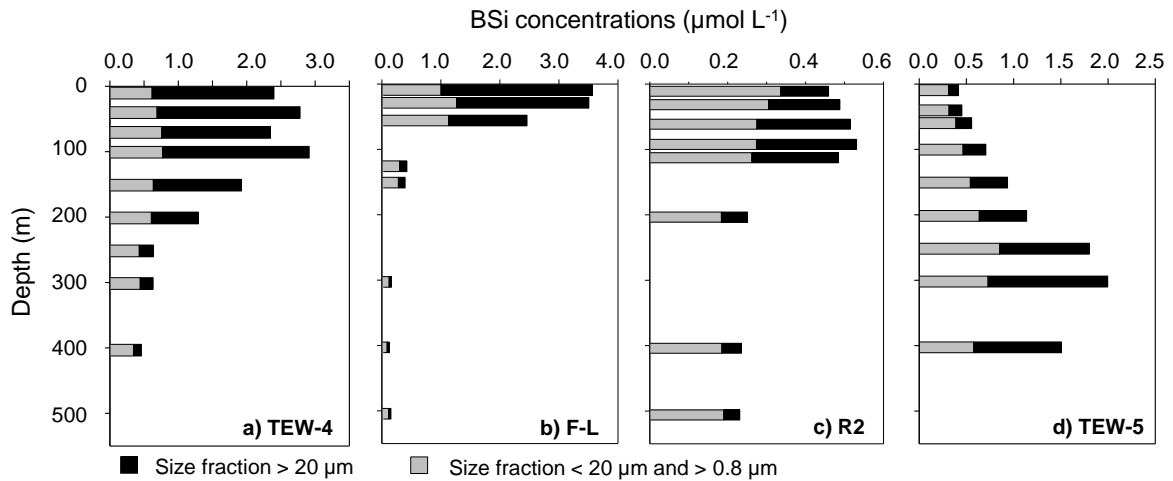 BSi concentrations (µmol L-1)
0.0 1.0 2.0 3.0
0.0 1.0 2.0 3.0 4.0
0.0 0.2 0.4 0.6
0.0 0.5 1.0 1.5 2.0 2.5
Depth (m)
0
100
200
300
400
500
a) TEW-4
b) F-L
c) R2
d) TEW-5
Size fraction > 20 µm
Size fraction < 20 µm and > 0.8 µm